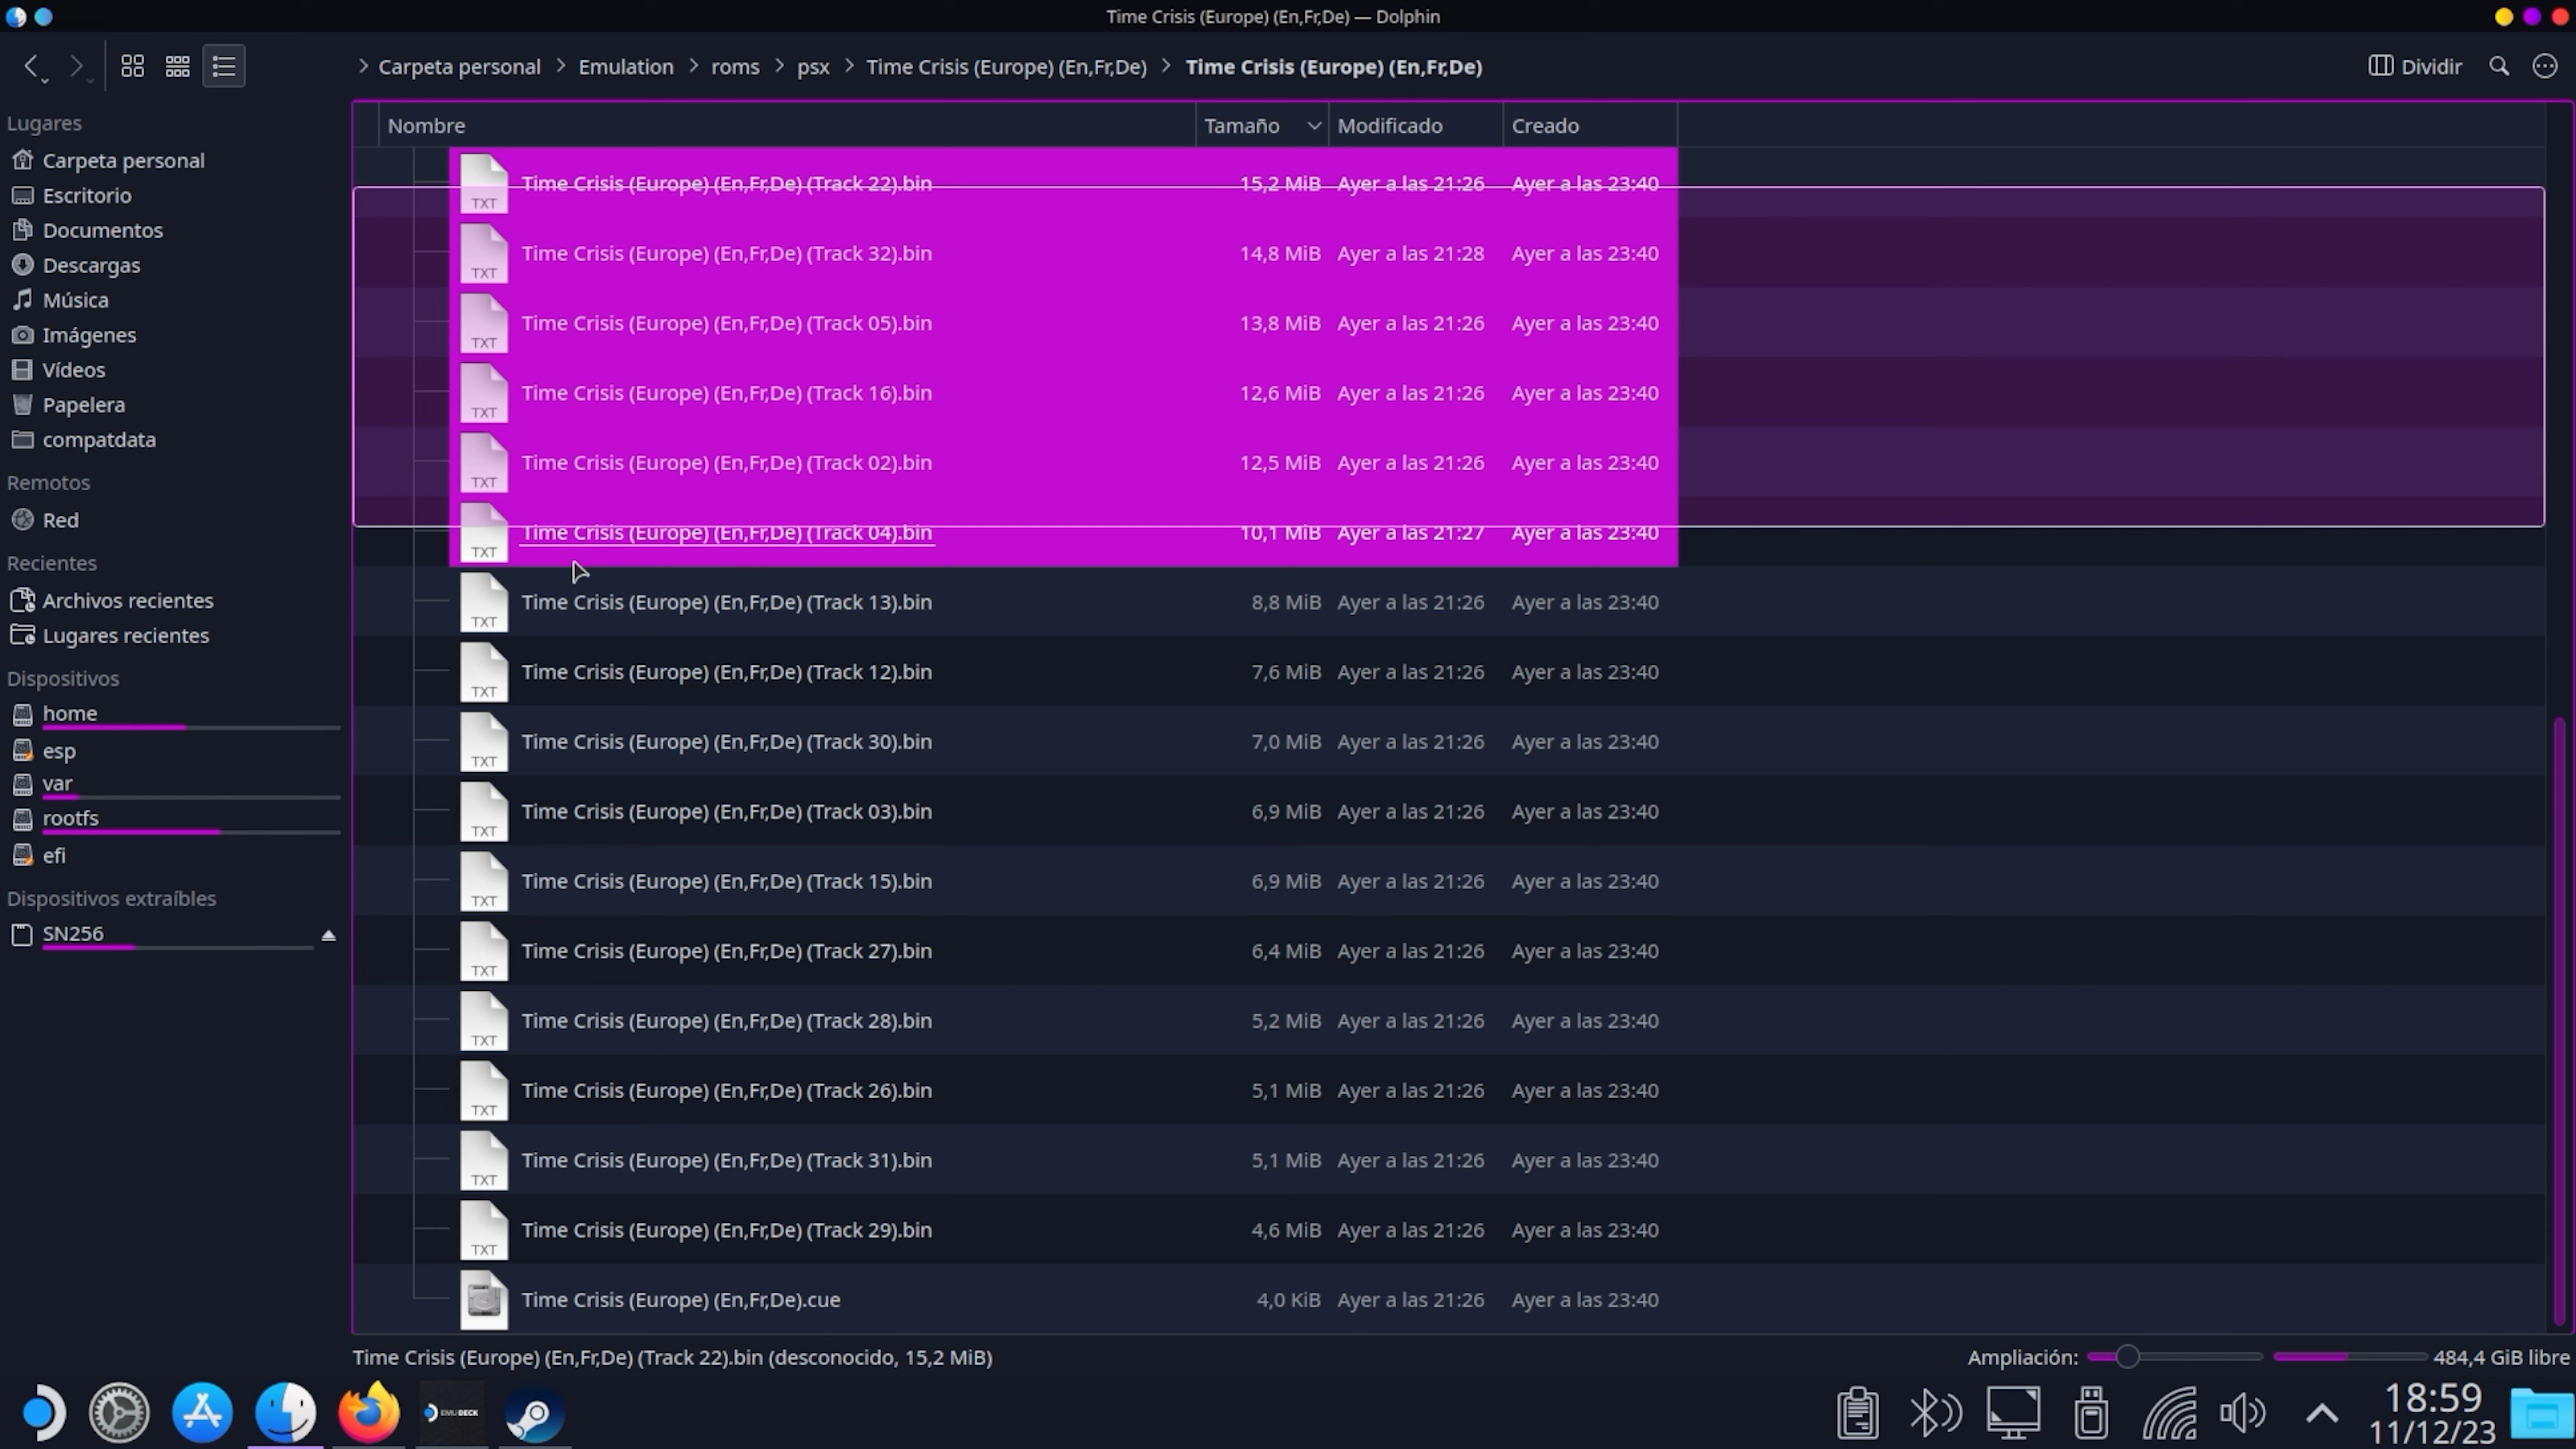 Time Crisis (Europe) (En,Fr,De) — Dolphin
Carpeta personal > Emulation > roms > psx > Time Crisis (Europe) (En,Fr,De) > Time Crisis (Europe) (En,Fr,De)
Dividir
Lugares
Carpeta personal
Escritorio
Documentos
Descargas
Música
Imágenes
Vídeos
Papelera
compatdata
Remotos
Red
Recientes
Archivos recientes
Lugares recientes
Dispositivos
home
esp
var
rootfs
efi
Dispositivos extraíbles
SN256
Nombre Tamaño Modificado Creado
TXT Time Crisis (Europe) (En,Fr,De) (Track 22).bin 15,2 MiB Ayer a las 21:26 Ayer a las 23:40
TXT Time Crisis (Europe) (En,Fr,De) (Track 32).bin 14,8 MiB Ayer a las 21:28 Ayer a las 23:40
TXT Time Crisis (Europe) (En,Fr,De) (Track 05).bin 13,8 MiB Ayer a las 21:26 Ayer a las 23:40
TXT Time Crisis (Europe) (En,Fr,De) (Track 16).bin 12,6 MiB Ayer a las 21:26 Ayer a las 23:40
TXT Time Crisis (Europe) (En,Fr,De) (Track 02).bin 12,5 MiB Ayer a las 21:26 Ayer a las 23:40
TXT Time Crisis (Europe) (En,Fr,De) (Track 04).bin 10,1 MiB Ayer a las 21:27 Ayer a las 23:40
TXT Time Crisis (Europe) (En,Fr,De) (Track 13).bin 8,8 MiB Ayer a las 21:26 Ayer a las 23:40
TXT Time Crisis (Europe) (En,Fr,De) (Track 12).bin 7,6 MiB Ayer a las 21:26 Ayer a las 23:40
TXT Time Crisis (Europe) (En,Fr,De) (Track 30).bin 7,0 MiB Ayer a las 21:26 Ayer a las 23:40
TXT Time Crisis (Europe) (En,Fr,De) (Track 03).bin 6,9 MiB Ayer a las 21:26 Ayer a las 23:40
TXT Time Crisis (Europe) (En,Fr,De) (Track 15).bin 6,9 MiB Ayer a las 21:26 Ayer a las 23:40
TXT Time Crisis (Europe) (En,Fr,De) (Track 27).bin 6,4 MiB Ayer a las 21:26 Ayer a las 23:40
TXT Time Crisis (Europe) (En,Fr,De) (Track 28).bin 5,2 MiB Ayer a las 21:26 Ayer a las 23:40
TXT Time Crisis (Europe) (En,Fr,De) (Track 26).bin 5,1 MiB Ayer a las 21:26 Ayer a las 23:40
TXT Time Crisis (Europe) (En,Fr,De) (Track 31).bin 5,1 MiB Ayer a las 21:26 Ayer a las 23:40
TXT Time Crisis (Europe) (En,Fr,De) (Track 29).bin 4,6 MiB Ayer a las 21:26 Ayer a las 23:40
Time Crisis (Europe) (En,Fr,De).cue 4,0 KiB Ayer a las 21:26 Ayer a las 23:40
Time Crisis (Europe) (En,Fr,De) (Track 22).bin (desconocido, 15,2 MiB)
Ampliación: 484,4 GiB libre
EMUDECK
18:59
11/12/23